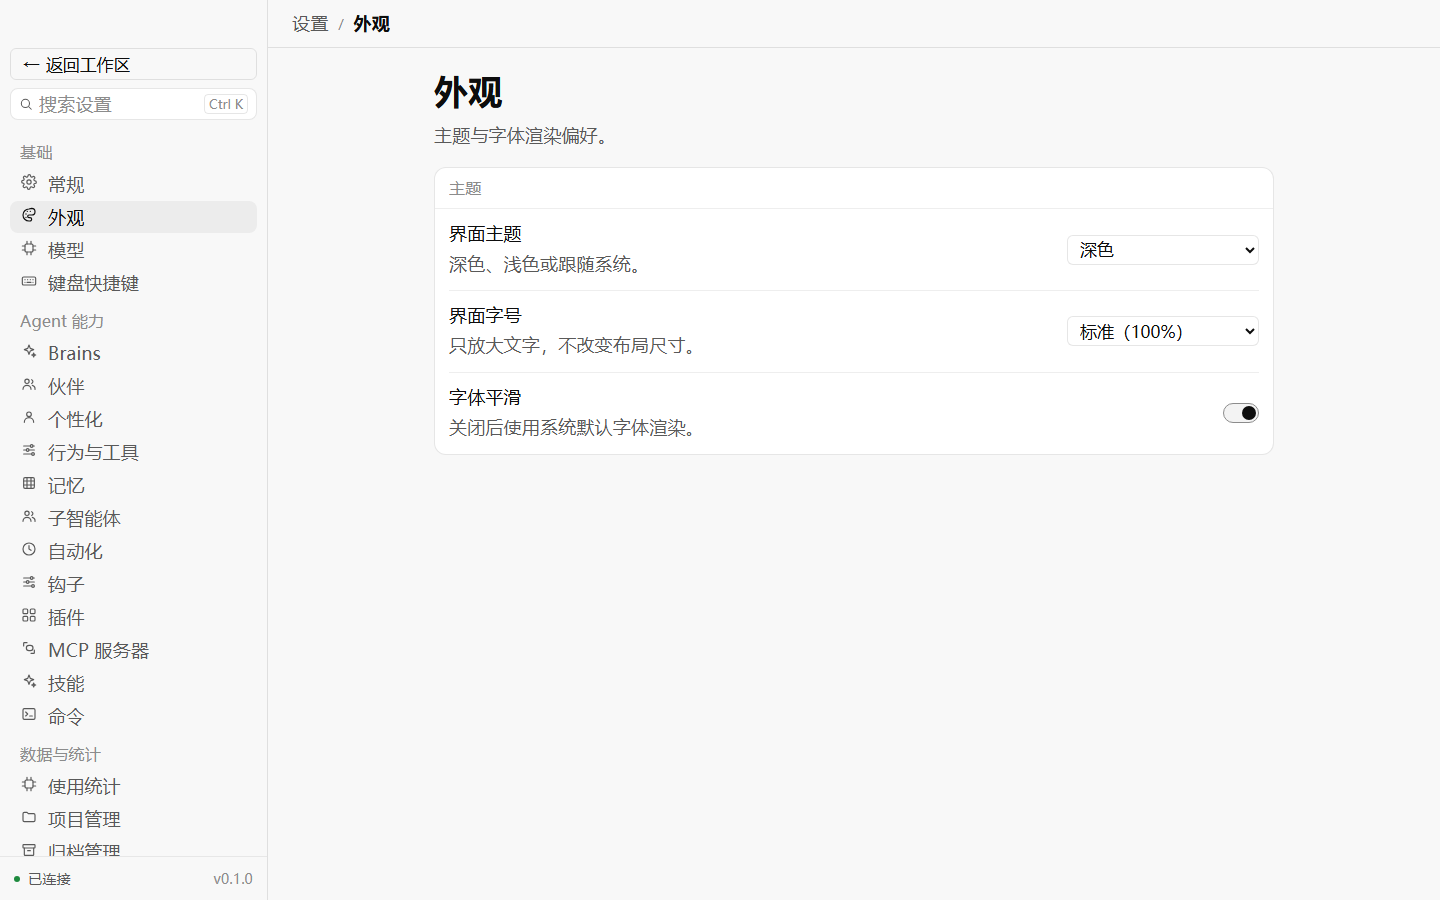 设置 / 外观
← 返回工作区
搜索设置 Ctrl K
基础
常规
外观
模型
键盘快捷键
Agent 能力
Brains
伙伴
个性化
行为与工具
记忆
子智能体
自动化
钩子
插件
MCP 服务器
技能
命令
数据与统计
使用统计
项目管理
归档管理
已连接 v0.1.0
外观
主题与字体渲染偏好。
主题
界面主题
深色、浅色或跟随系统。
深色
界面字号
只放大文字，不改变布局尺寸。
标准（100%）
字体平滑
关闭后使用系统默认字体渲染。